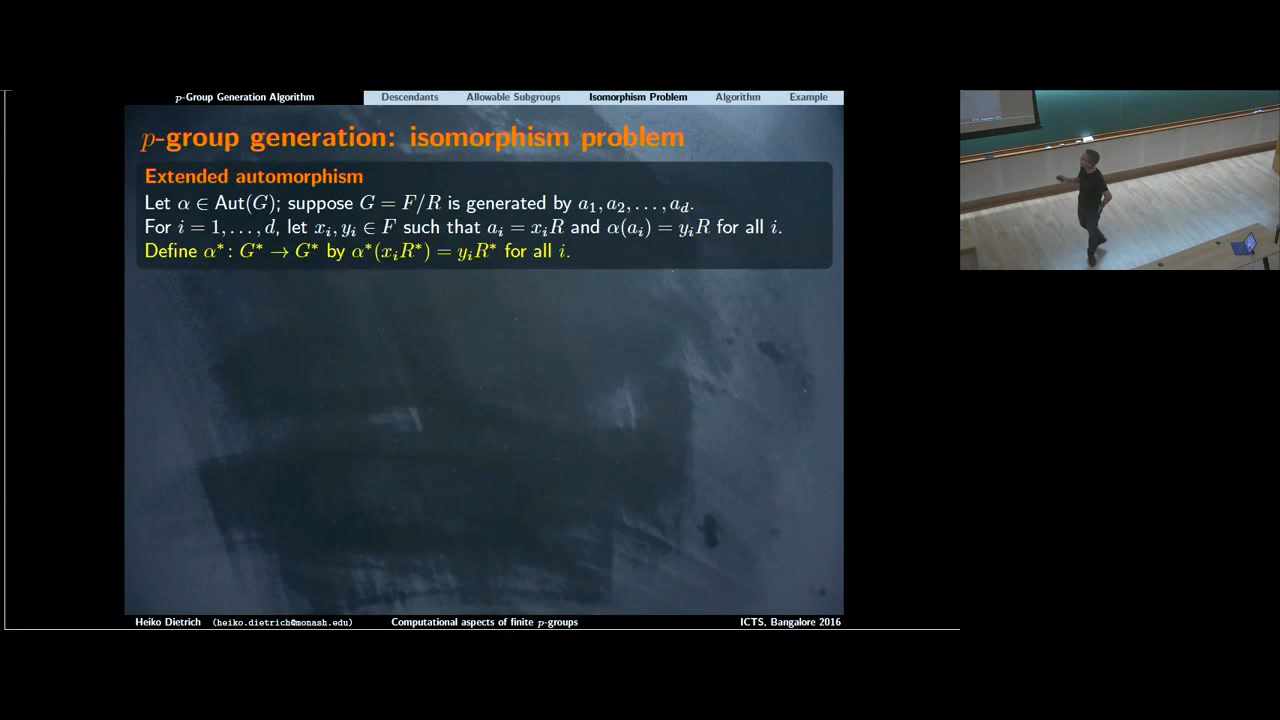 p-Group Generation Algorithm Descendants Allowable Subgroups Isomorphism Problem Algorithm Example
p-group generation: isomorphism problem
Extended automorphism
Let α ∈ Aut(G); suppose G = F/R is generated by a₁, a₂, . . . , a_d.
For i = 1, . . . , d, let xᵢ, yᵢ ∈ F such that aᵢ = xᵢR and α(aᵢ) = yᵢR for all i.
Define α*: G* → G* by α*(xᵢR*) = yᵢR* for all i.
Heiko Dietrich (heiko.dietrich@monash.edu) Computational aspects of finite p-groups ICTS, Bangalore 2016